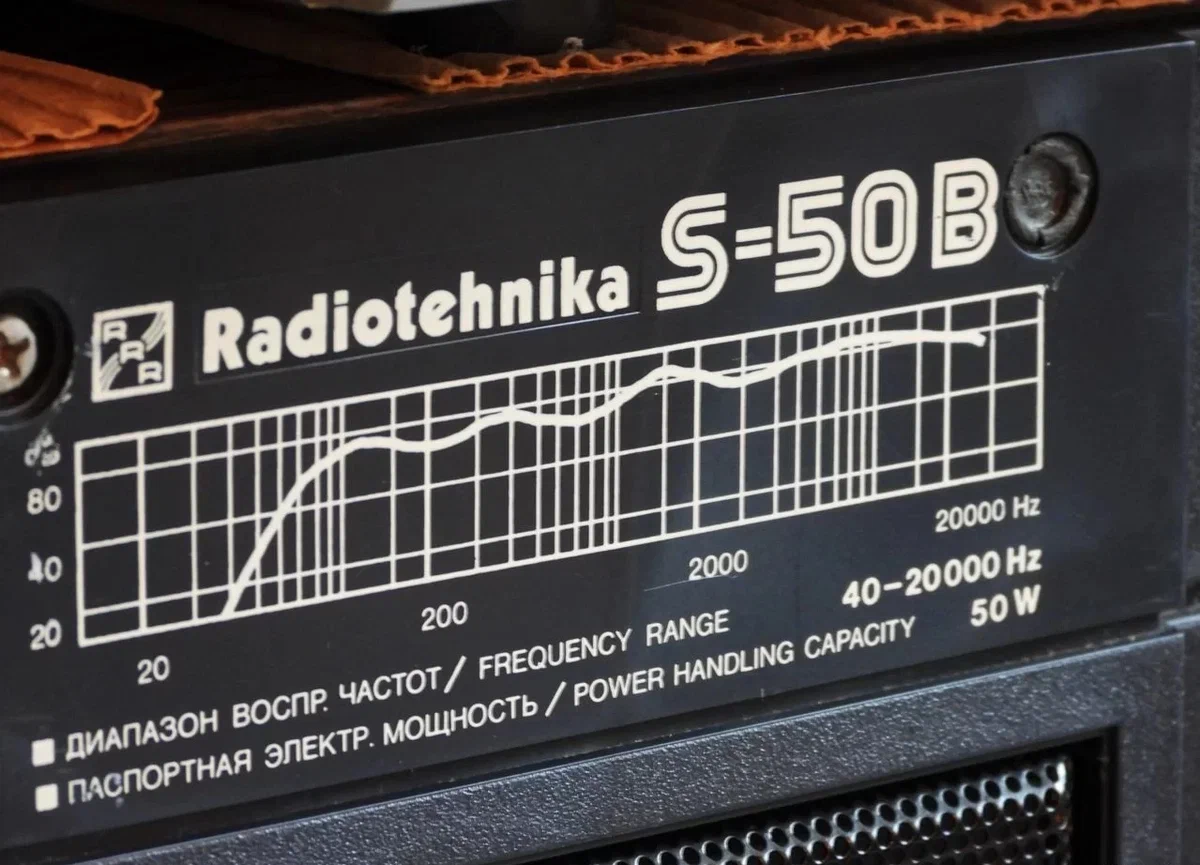 RRR Radiotehnika S-50B
80
40
20
20 200 2000 20000 Hz
ДИАПАЗОН ВОСПР. ЧАСТОТ / FREQUENCY RANGE 40-20000 Hz
ПАСПОРТНАЯ ЭЛЕКТР. МОЩНОСТЬ / POWER HANDLING CAPACITY 50 W